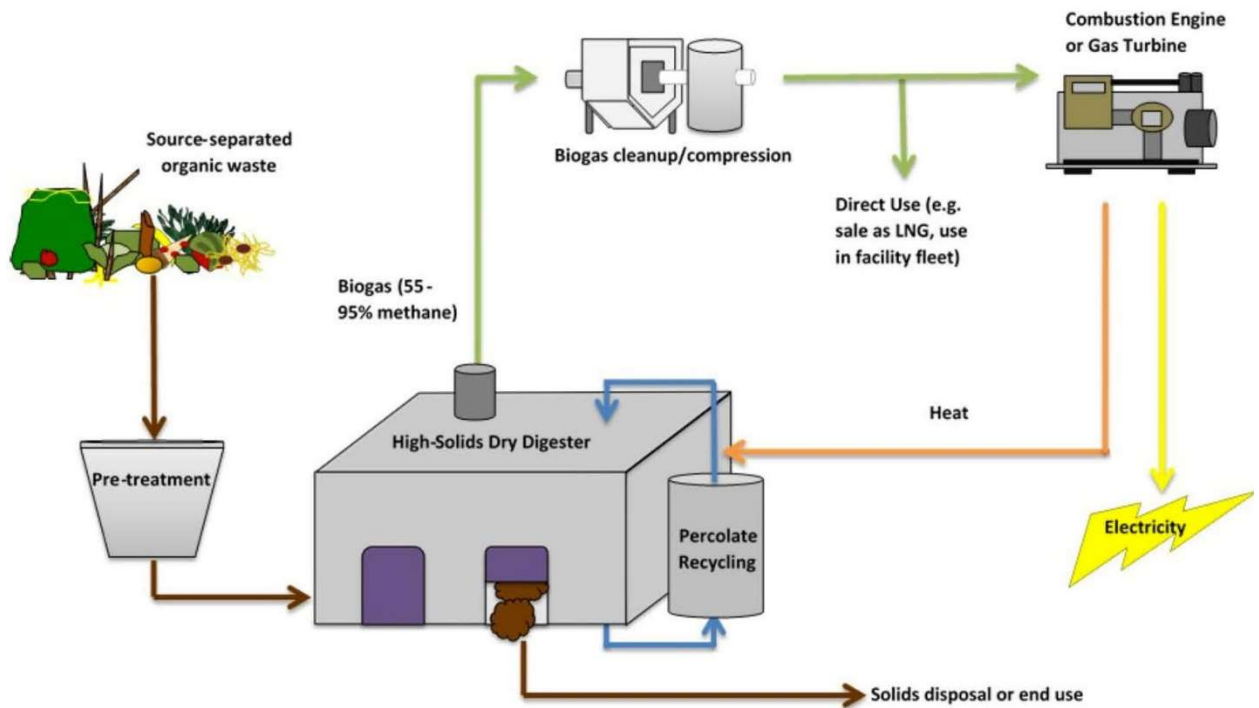 Combustion Engine
or Gas Turbine
Source-separated
organic waste
Biogas cleanup/compression
Direct Use (e.g.
sale as LNG, use
in facility fleet)
Biogas (55-
95% methane)
Heat
High-Solids Dry Digester
Pre-treatment
Percolate
Recycling
Electricity
Solids disposal or end use